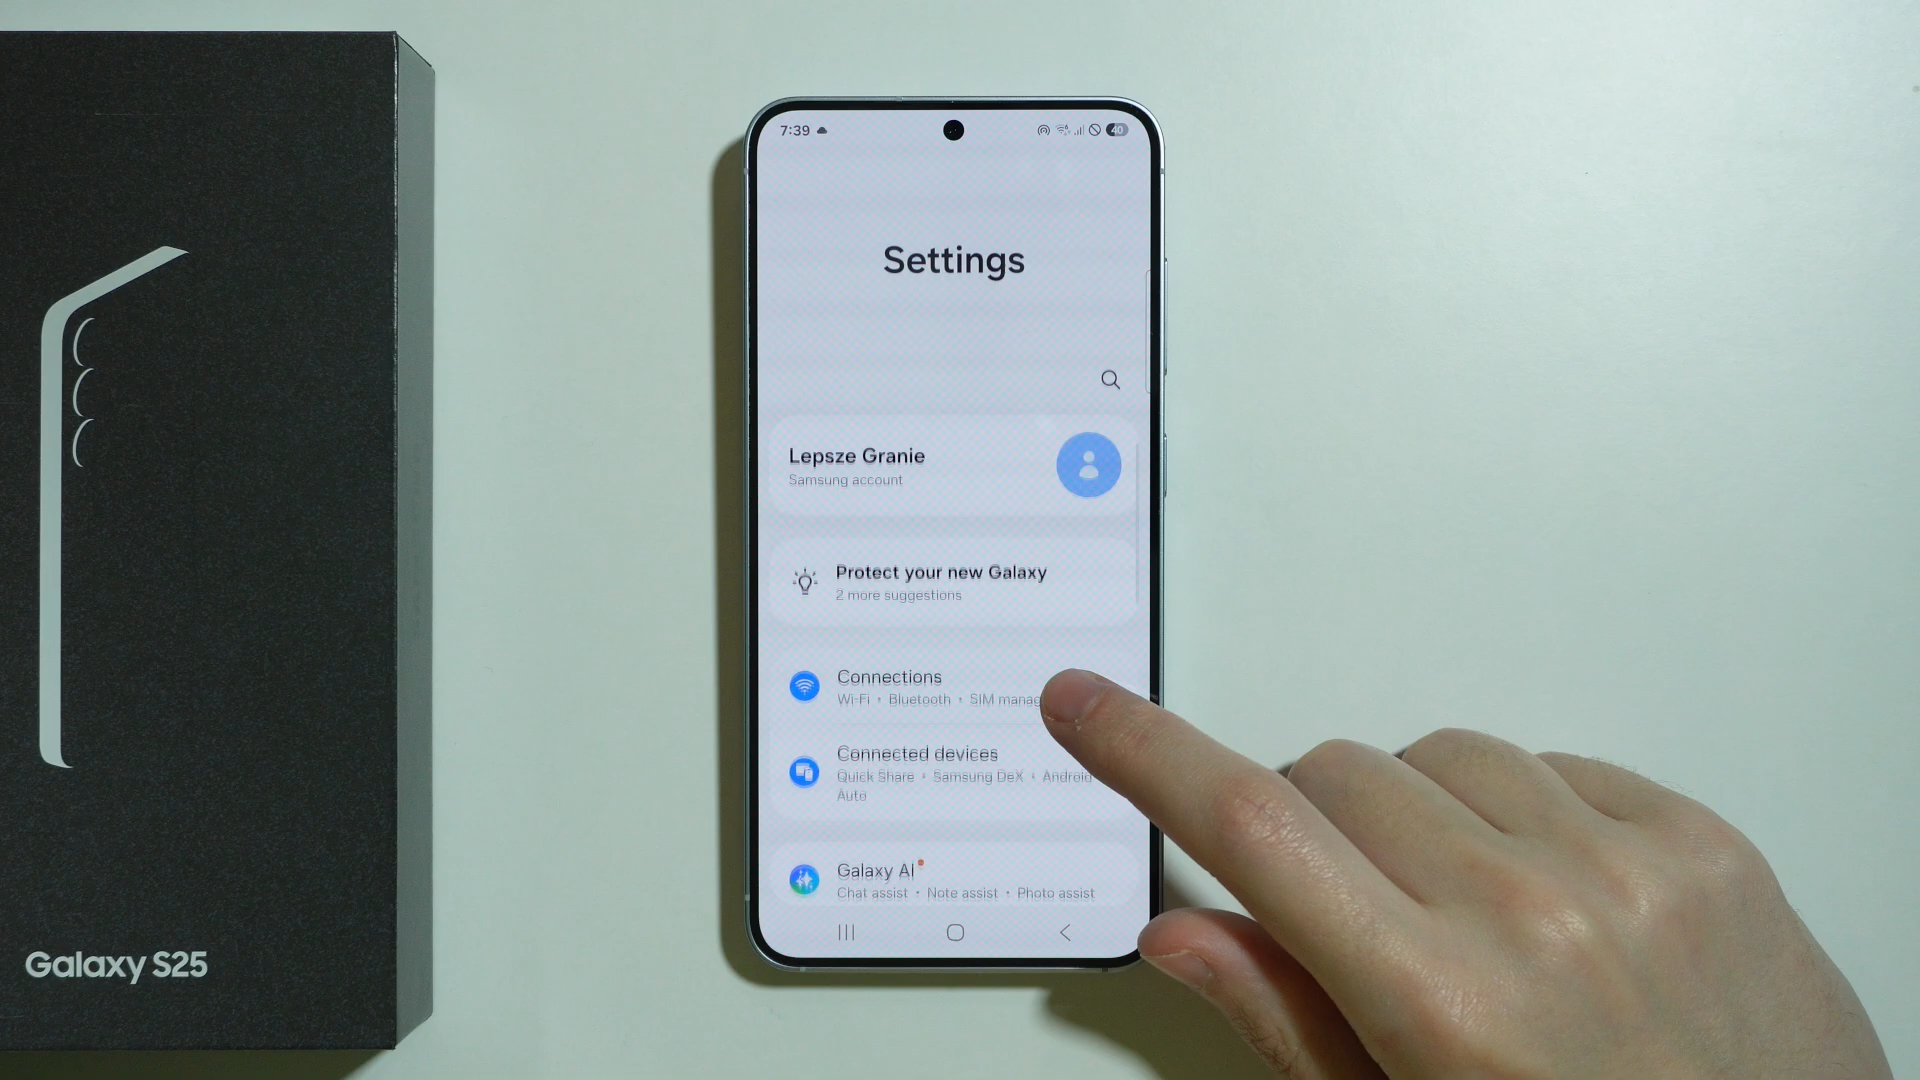 7:39
40
Settings
Lepsze Granie
Samsung account
Protect your new Galaxy
2 more suggestions
Connections
Wi-Fi • Bluetooth • SIM manag
Connected devices
Quick Share • Samsung DeX • Android
Auto
Galaxy AI
Chat assist • Note assist • Photo assist
Galaxy S25